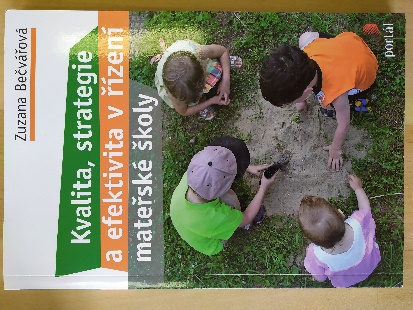 Zuzana Bečvářová
Kvalita, strategie
a efektivita v řízení
mateřské školy
portál